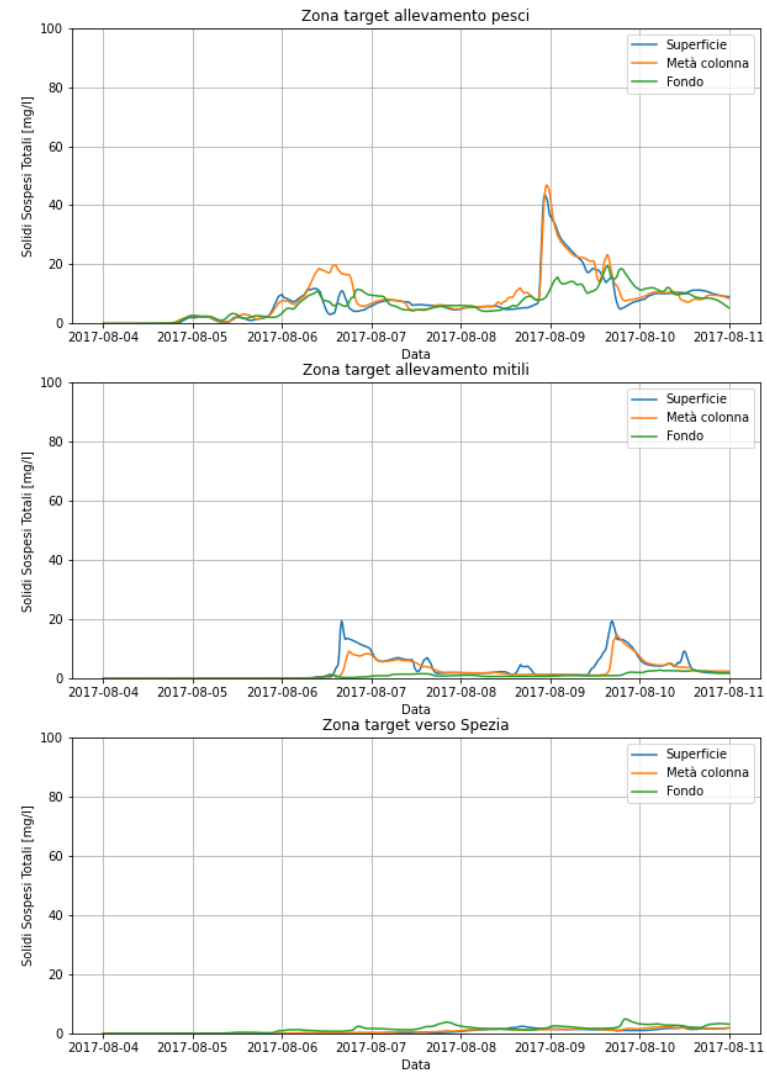 Zona target allevamento pesci
Solidi Sospesi Totali [mg/l]
100
80
60
40
20
0
Superficie
Metà colonna
Fondo
2017-08-04 2017-08-05 2017-08-06 2017-08-07 2017-08-08 2017-08-09 2017-08-10 2017-08-11
Data
Zona target allevamento mitili
Solidi Sospesi Totali [mg/l]
100
80
60
40
20
0
Superficie
Metà colonna
Fondo
2017-08-04 2017-08-05 2017-08-06 2017-08-07 2017-08-08 2017-08-09 2017-08-10 2017-08-11
Data
Zona target verso Spezia
Solidi Sospesi Totali [mg/l]
100
80
60
40
20
0
Superficie
Metà colonna
Fondo
2017-08-04 2017-08-05 2017-08-06 2017-08-07 2017-08-08 2017-08-09 2017-08-10 2017-08-11
Data